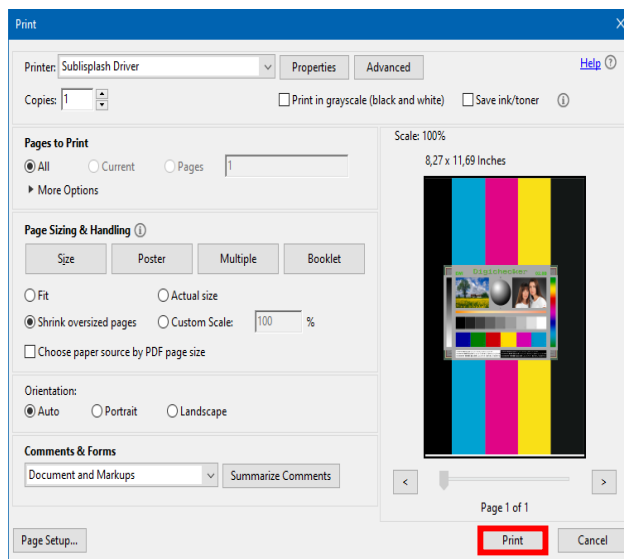 Print
Printer: Sublisplash Driver Properties Advanced Help
Copies: 1 Print in grayscale (black and white) Save ink/toner
Pages to Print
All Current Pages 1
More Options
Page Sizing & Handling
Size Poster Multiple Booklet
Fit Actual size
Shrink oversized pages Custom Scale: 100 %
Choose paper source by PDF page size
Orientation:
Auto Portrait Landscape
Comments & Forms
Document and Markups Summarize Comments
Scale: 100%
8,27 x 11,69 Inches
Digichecker
< >
Page 1 of 1
Page Setup... Print Cancel